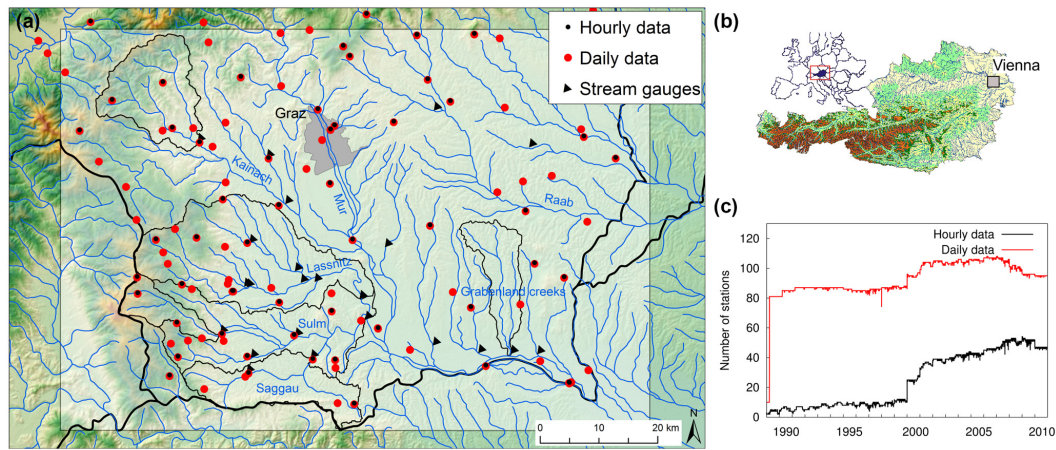 (a)
Hourly data
Daily data
Stream gauges
Graz
Kainach
Mur
Raab
Lassnitz
Grabenland creeks
Sulm
Saggau
0 10 20 km
N
(b)
Vienna
(c)
Hourly data
Daily data
Number of stations
120
100
80
60
40
20
0
1990 1995 2000 2005 2010